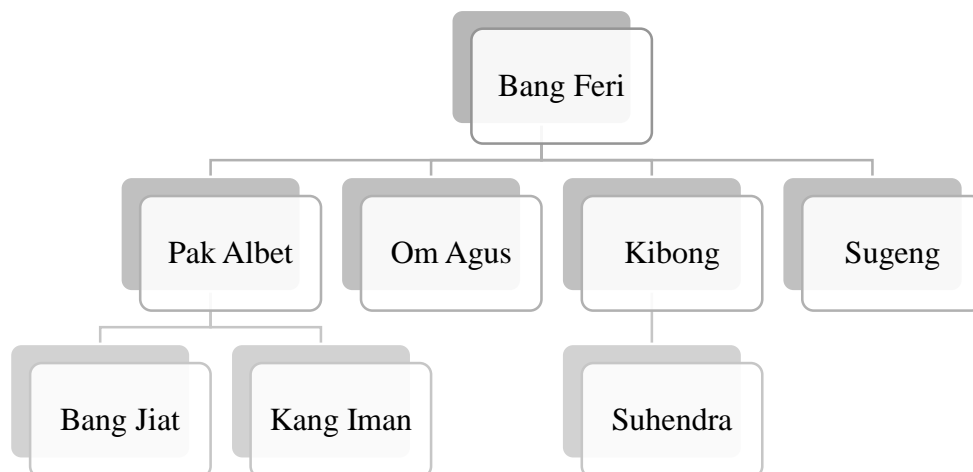 Bang Feri
Pak Albet
Om Agus
Kibong
Sugeng
Bang Jiat
Kang Iman
Suhendra